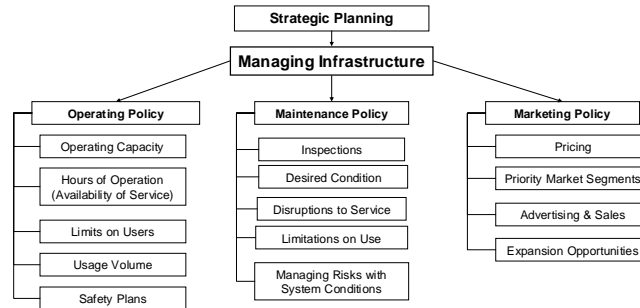 Strategic Planning
Managing Infrastructure
Operating Policy
Operating Capacity
Hours of Operation
(Availability of Service)
Limits on Users
Usage Volume
Safety Plans
Maintenance Policy
Inspections
Desired Condition
Disruptions to Service
Limitations on Use
Managing Risks with
System Conditions
Marketing Policy
Pricing
Priority Market Segments
Advertising & Sales
Expansion Opportunities